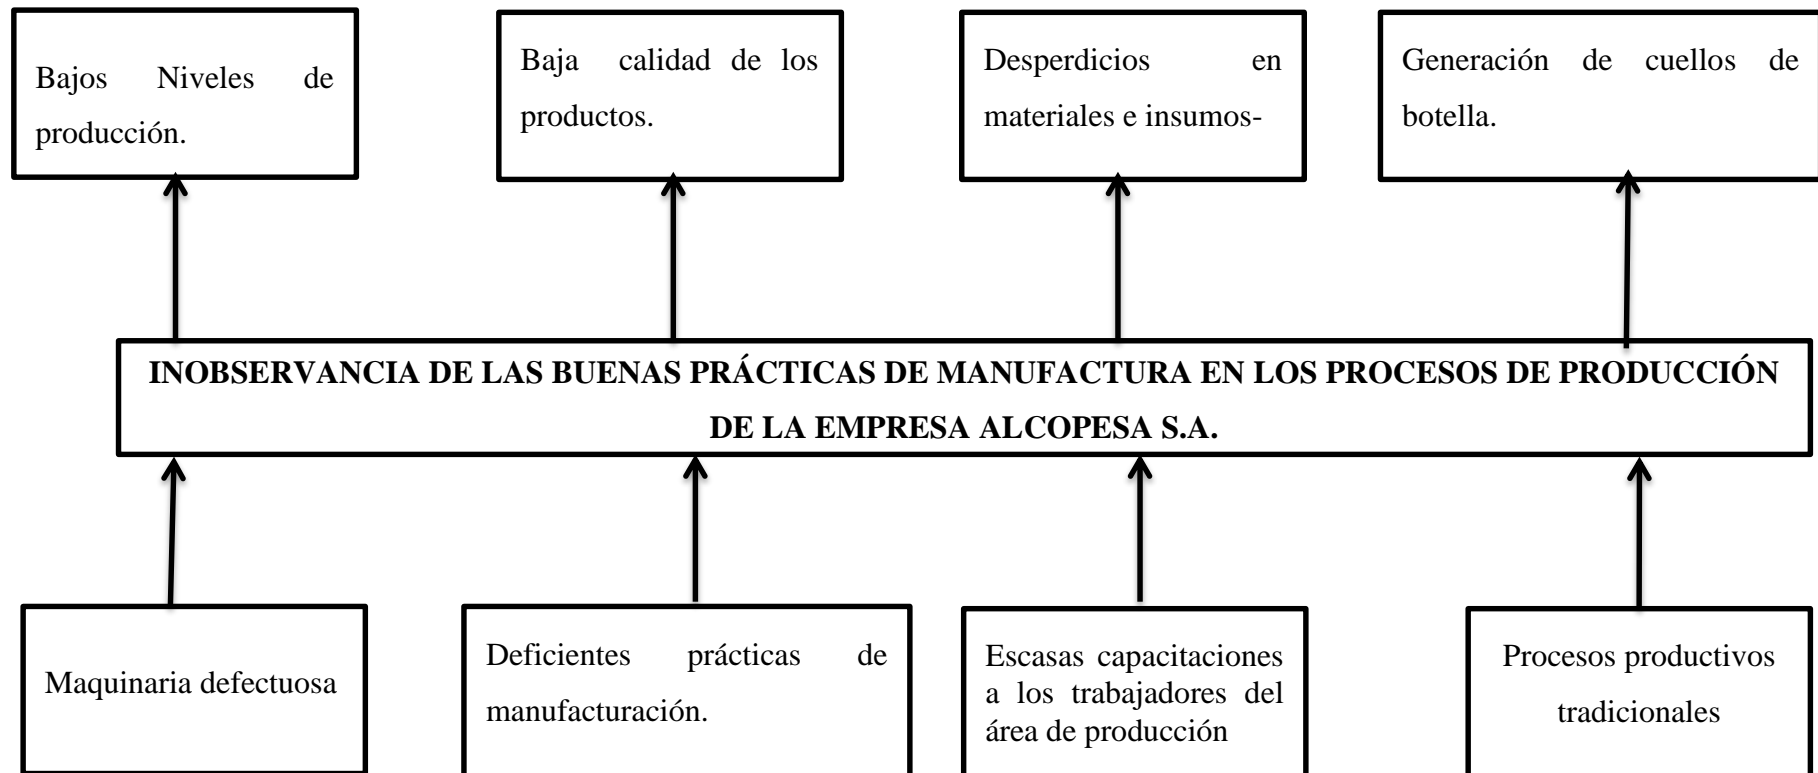 Bajos Niveles de
producción.
Baja calidad de los
productos.
Desperdicios en
materiales e insumos-
Generación de cuellos de
botella.
INOBSERVANCIA DE LAS BUENAS PRÁCTICAS DE MANUFACTURA EN LOS PROCESOS DE PRODUCCIÓN
DE LA EMPRESA ALCOPESA S.A.
Maquinaria defectuosa
Deficientes prácticas de
manufacturación.
Escasas capacitaciones
a los trabajadores del
área de producción
Procesos productivos
tradicionales